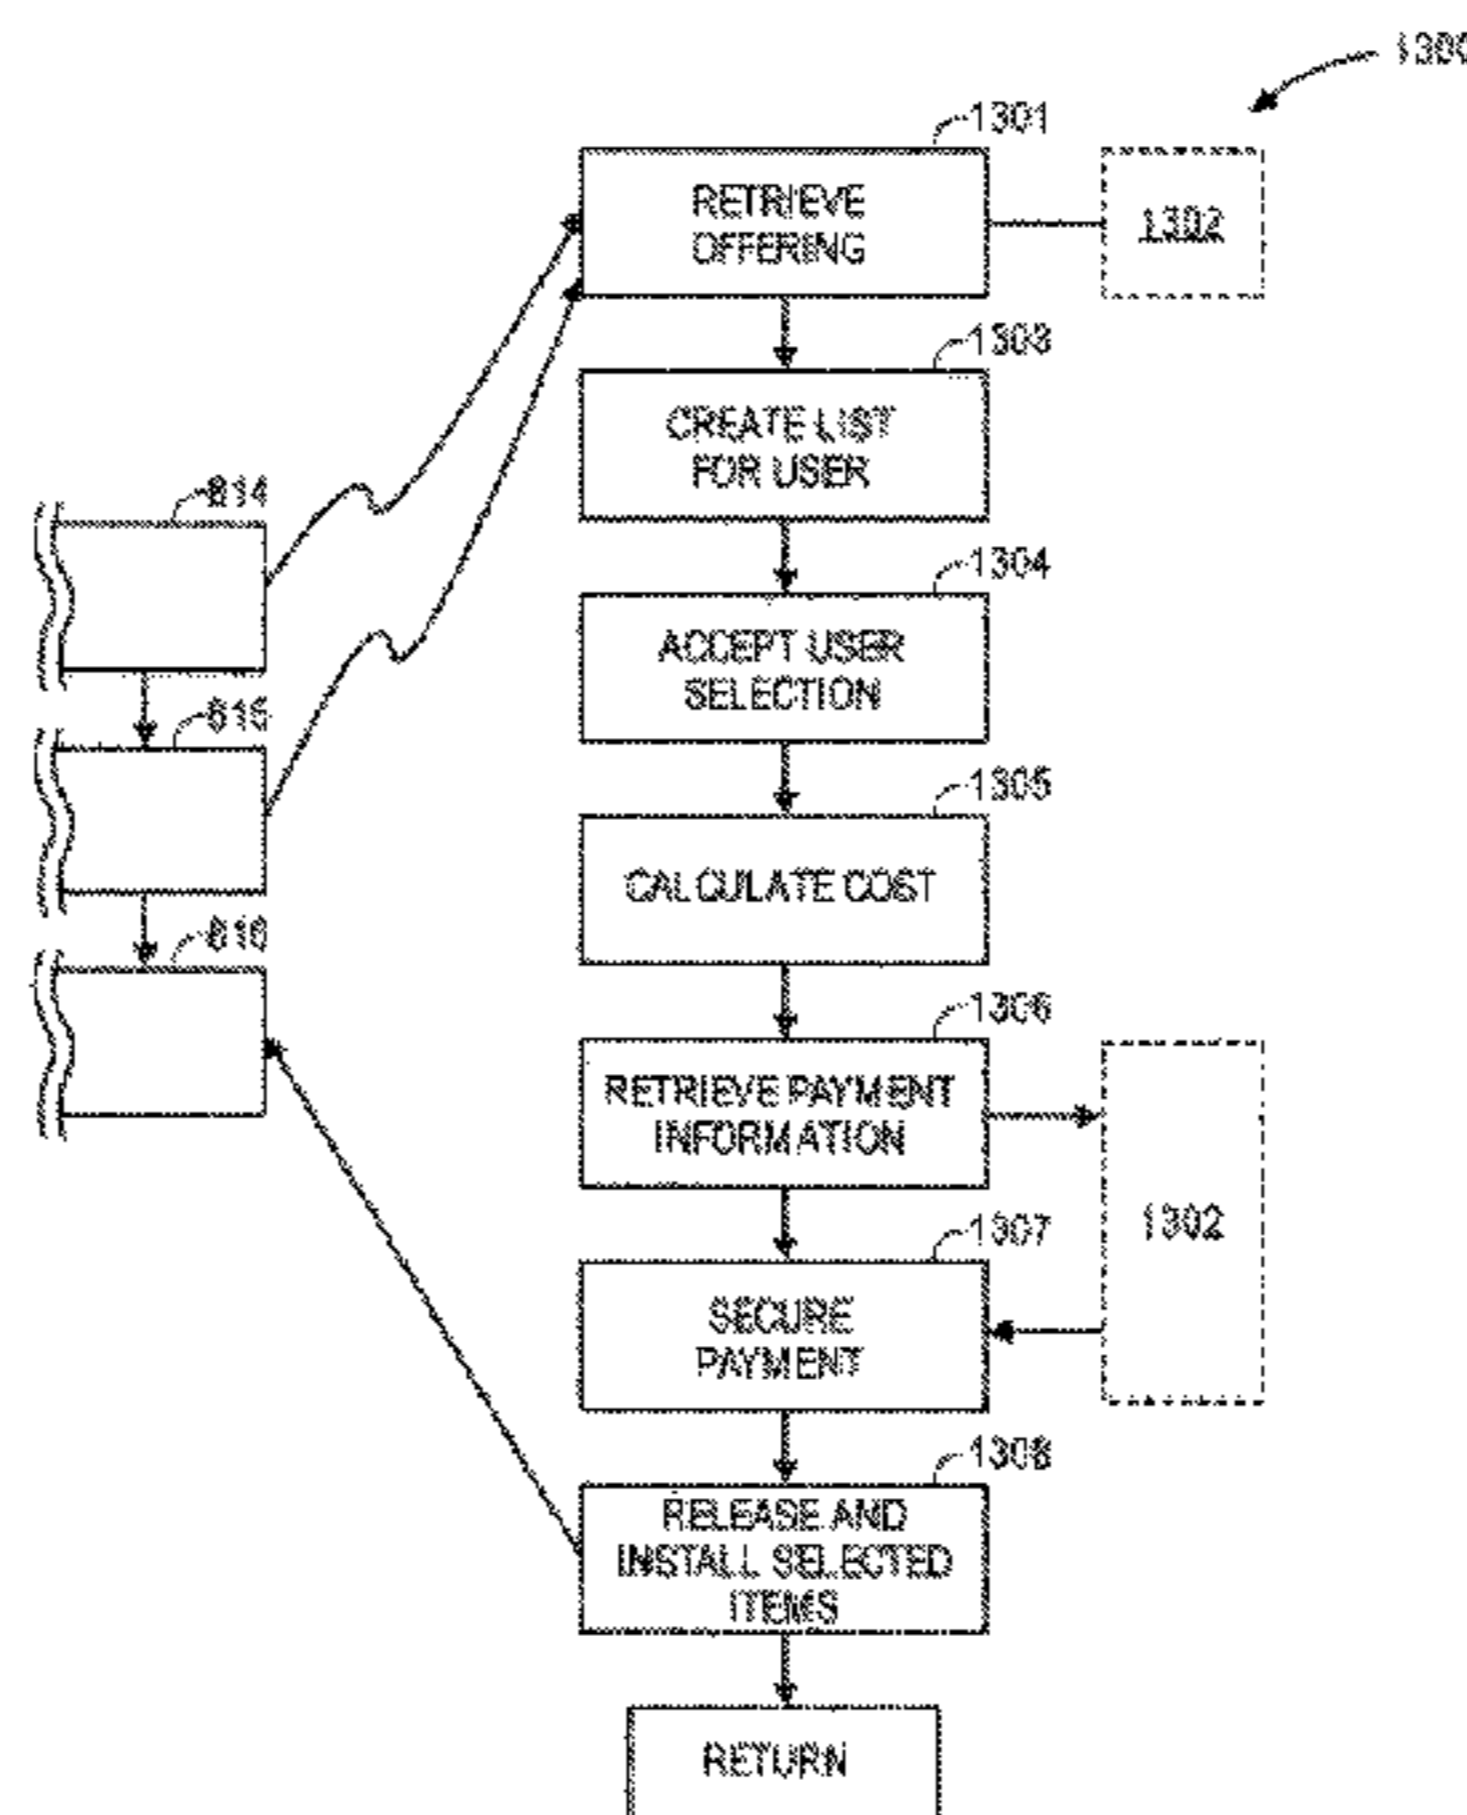 1300
1301
RETRIEVE
OFFERING
1302
1303
CREATE LIST
FOR USER
814
1304
ACCEPT USER
SELECTION
815
1305
CALCULATE COST
816
1306
RETRIEVE PAYMENT
INFORMATION
1302
1307
SECURE
PAYMENT
1308
RELEASE AND
INSTALL SELECTED
ITEMS
RETURN